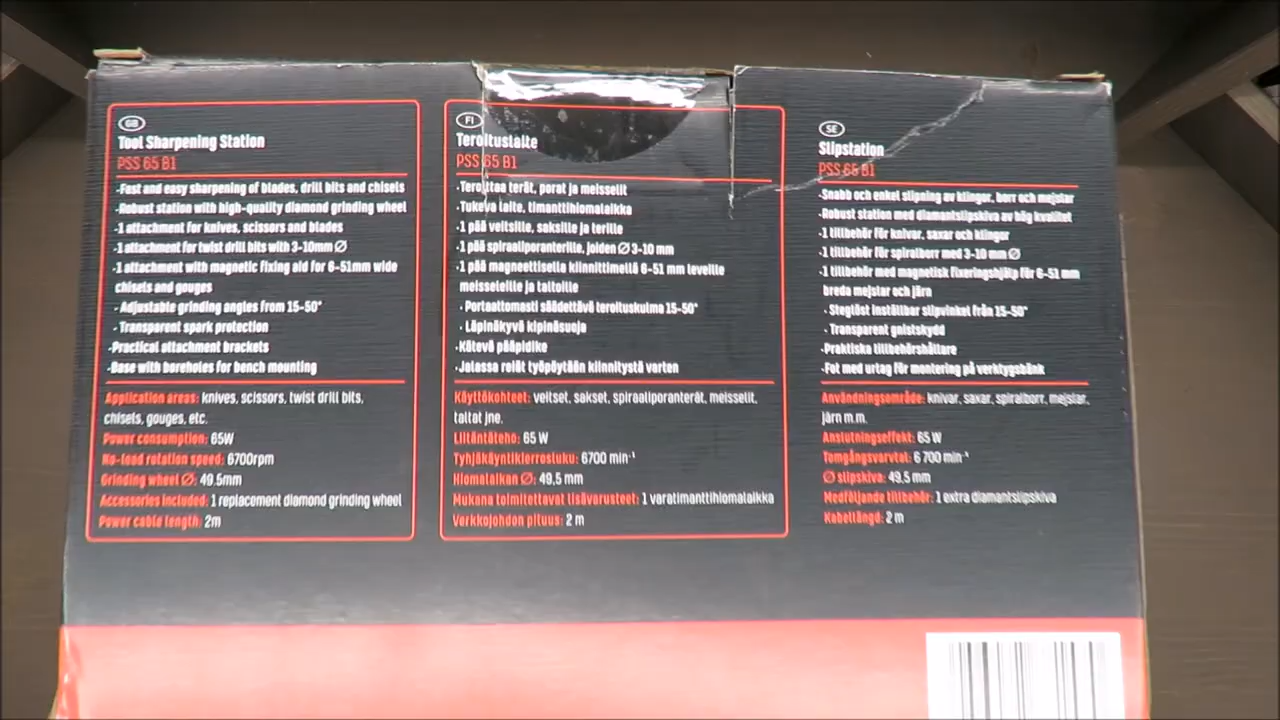 GB
Tool Sharpening Station
PSS 65 B1
·Fast and easy sharpening of blades, drill bits and chisels
·Robust station with high-quality diamond grinding wheel
·1 attachment for knives, scissors and blades
·1 attachment for twist drill bits with 3-10mm Ø
·1 attachment with magnetic fixing aid for 6-51mm wide
chisels and gouges
· Adjustable grinding angles from 15-50°
· Transparent spark protection
·Practical attachment brackets
·Base with boreholes for bench mounting
Application areas: knives, scissors, twist drill bits,
chisels, gouges, etc.
Power consumption: 65W
No-load rotation speed: 6700rpm
Grinding wheel Ø: 49.5mm
Accessories included: 1 replacement diamond grinding wheel
Power cable length: 2m
FI
Teroituslaite
PSS 65 B1
·Teroittaa terät, porat ja meisselit
·Tukeva laite, timanttihiomalaikka
·1 pää veitsille, saksille ja terille
·1 pää spiraaliporanterille, joiden Ø 3-10 mm
·1 pää magneettisella kiinnittimellä 6-51 mm leveille
meisseleille ja taltoille
· Portaattomasti säädettävä teroituskulma 15-50°
· Läpinäkyvä kipinäsuoja
·Kätevä pääpidike
·Jalassa reiät työpöytään kiinnitystä varten
Käyttökohteet: veitset, sakset, spiraaliporanterät, meisselit,
taltat jne.
Liitäntäteho: 65 W
Tyhjäkäyntikierrosluku: 6700 min⁻¹
Hiomalaikan Ø: 49,5 mm
Mukana toimitettavat lisävarusteet: 1 varatimanttihiomalaikka
Verkkojohdon pituus: 2 m
SE
Slipstation
PSS 65 B1
·Snabb och enkel slipning av klingor, borr och mejslar
·Robust station med diamantslipskiva av hög kvalitet
·1 tillbehör för knivar, saxar och klingor
·1 tillbehör för spiralborr med 3-10 mm Ø
·1 tillbehör med magnetisk fixeringshjälp för 6-51 mm
breda mejslar och järn
· Steglöst inställbar slipvinkel från 15-50°
· Transparent gnistskydd
·Praktiska tillbehörshållare
·Fot med urtag för montering på verktygsbänk
Användningsområde: knivar, saxar, spiralborr, mejslar,
järn m.m.
Anslutningseffekt: 65 W
Tomgångsvarvtal: 6 700 min⁻¹
Ø slipskiva: 49,5 mm
Medföljande tillbehör: 1 extra diamantslipskiva
Kabellängd: 2 m